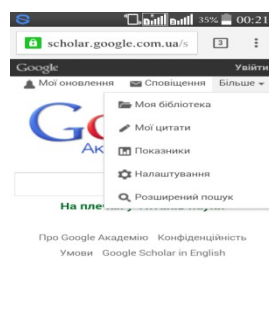 35% 00:21
scholar.google.com.ua/s 3
Google Увійти
Мої оновлення Сповіщення Більше
Моя бібліотека
Мої цитати
Показники
Налаштування
Розширений пошук
Go
Ак
На пле
Про Google Академію Конфіденційність
Умови Google Scholar in English